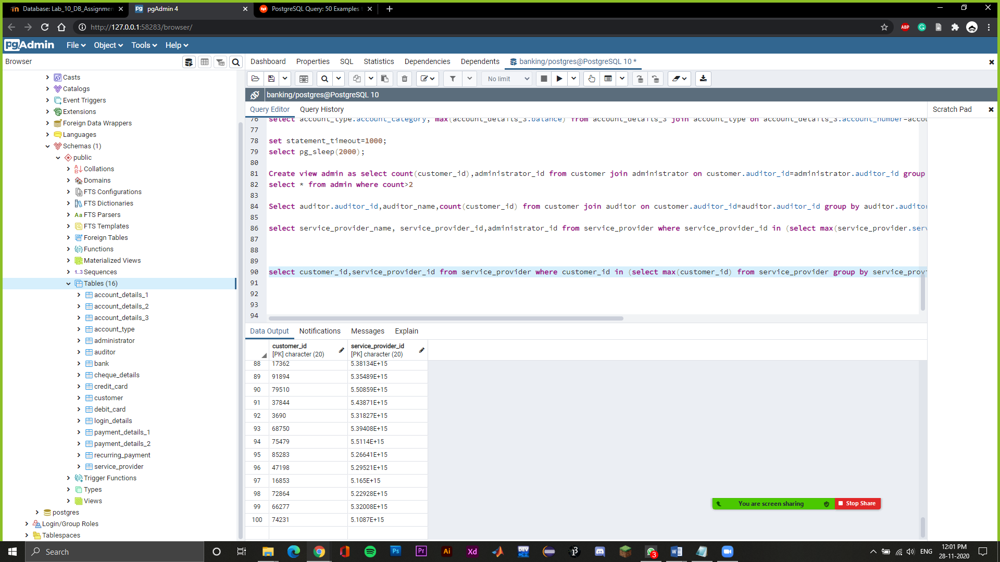 Database: Lab_10_DB_Assignmen
pgAdmin 4
PostgreSQL Query: 50 Examples
http://127.0.0.1:58283/browser/
ABP
pgAdmin File Object Tools Help
Browser
Dashboard Properties SQL Statistics Dependencies Dependents banking/postgres@PostgreSQL 10 *
No limit
banking/postgres@PostgreSQL 10
Query Editor Query History
Scratch Pad
Casts
Catalogs
Event Triggers
Extensions
Foreign Data Wrappers
Languages
Schemas (1)
public
Collations
Domains
FTS Configurations
FTS Dictionaries
Aa FTS Parsers
FTS Templates
Foreign Tables
Functions
Materialized Views
1..3 Sequences
Tables (16)
account_details_1
account_details_2
account_details_3
account_type
administrator
auditor
bank
cheque_details
credit_card
customer
debit_card
login_details
payment_details_1
payment_details_2
recurring_payment
service_provider
Trigger Functions
Types
Views
postgres
Login/Group Roles
Tablespaces
76 select account_type.account_category, max(account_details_3.balance) from account_details_3 join account_type on account_details_3.account_number=accou
77
78 set statement_timeout=1000;
79 select pg_sleep(2000);
80
81 Create view admin as select count(customer_id),administrator_id from customer join administrator on customer.auditor_id=administrator.auditor_id group
82 select * from admin where count>2
83
84 Select auditor.auditor_id,auditor_name,count(customer_id) from customer join auditor on customer.auditor_id=auditor.auditor_id group by auditor.auditor
85
86 select service_provider_name, service_provider_id,administrator_id from service_provider where service_provider_id in (select max(service_provider.serv
87
88
89
90 select customer_id,service_provider_id from service_provider where customer_id in (select max(customer_id) from service_provider group by service_provi
91
92
93
94
Data Output Notifications Messages Explain
customer_id service_provider_id
[PK] character (20) [PK] character (20)
88 17362 5.38134E+15
89 91894 5.35489E+15
90 79510 5.50859E+15
91 37844 5.43871E+15
92 3690 5.31827E+15
93 68750 5.39408E+15
94 75479 5.5114E+15
95 85283 5.26641E+15
96 47198 5.29521E+15
97 16853 5.165E+15
98 72864 5.22928E+15
99 66277 5.32008E+15
100 74231 5.1087E+15
You are screen sharing Stop Share
Search
Ps Pr Ai Xd DEV 3
ENG
12:01 PM
28-11-2020